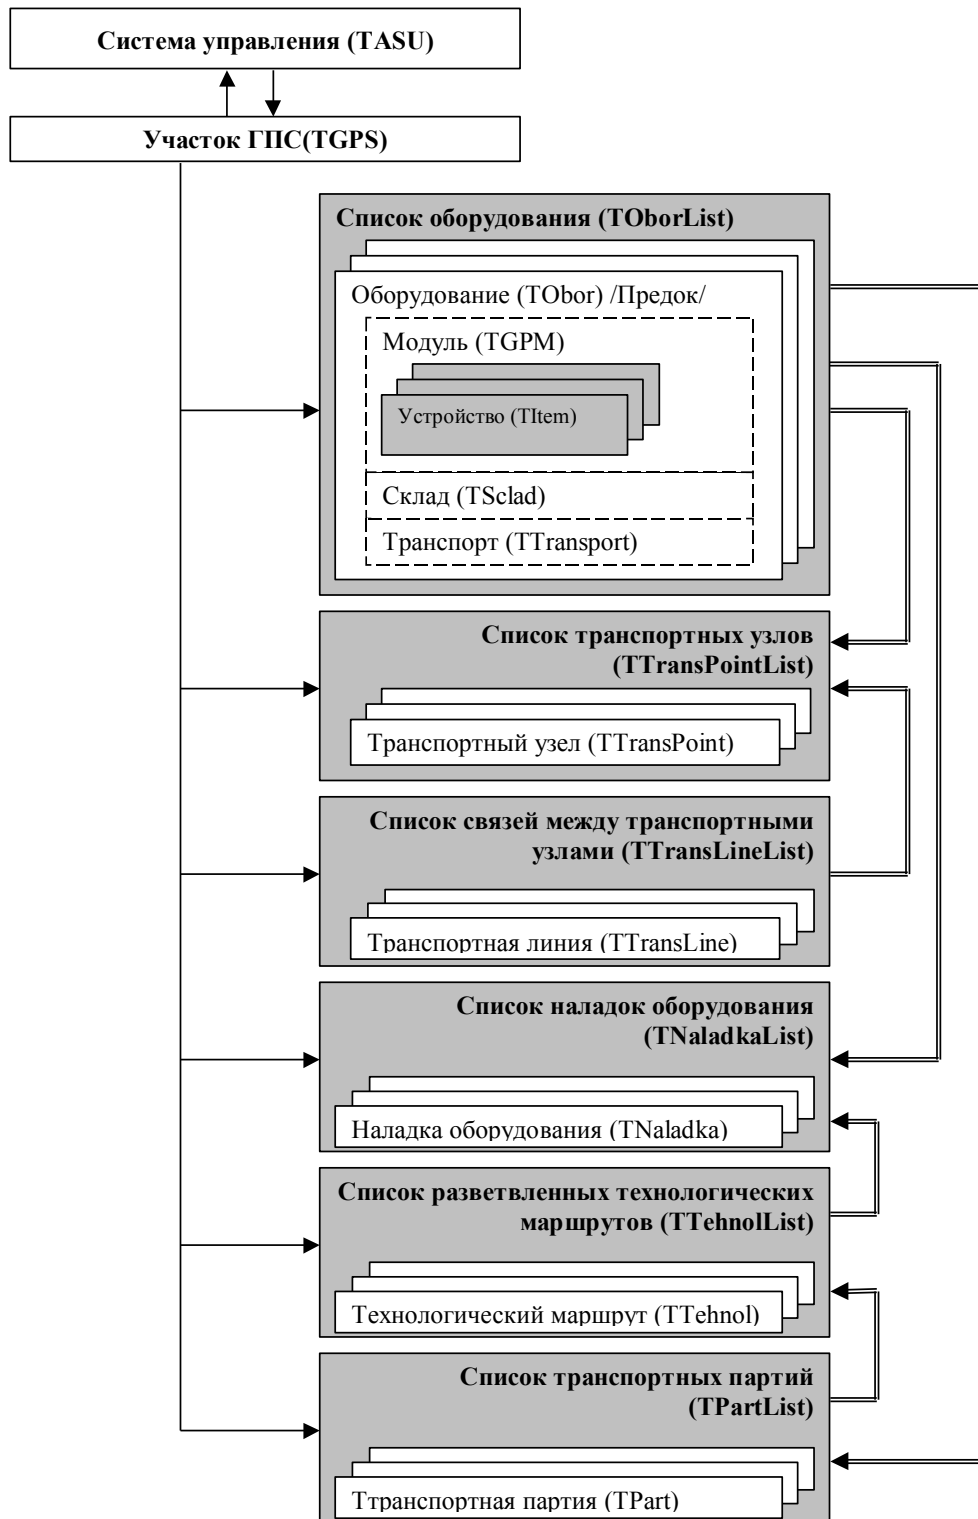 Система управления (TASU)
Участок ГПС(TGPS)
Список оборудования (TOborList)
Оборудование (TObor) /Предок/
Модуль (TGPM)
Устройство (TItem)
Склад (TSclad)
Транспорт (TTransport)
Список транспортных узлов
(TTransPointList)
Транспортный узел (TTransPoint)
Список связей между транспортными
узлами (TTransLineList)
Транспортная линия (TTransLine)
Список наладок оборудования
(TNaladkaList)
Наладка оборудования (TNaladka)
Список разветвленных технологических
маршрутов (TTehnolList)
Технологический маршрут (TTehnol)
Список транспортных партий
(TPartList)
Ттранспортная партия (TPart)